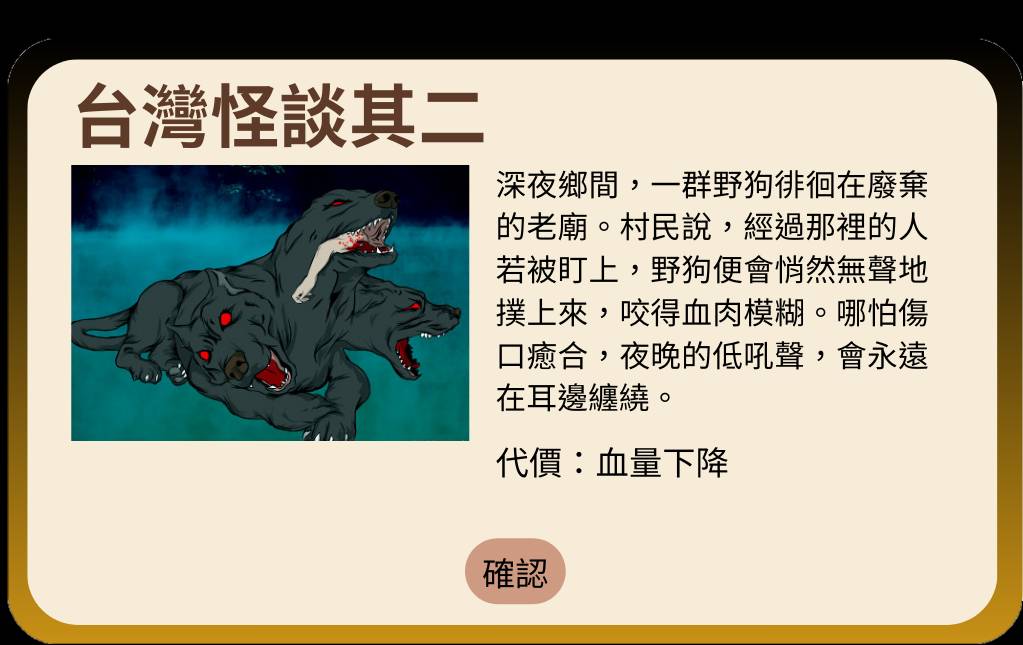 台灣怪談其二
深夜鄉間，一群野狗徘徊在廢棄
的老廟。村民說，經過那裡的人
若被盯上，野狗便會悄然無聲地
撲上來，咬得血肉模糊。哪怕傷
口癒合，夜晚的低吼聲，會永遠
在耳邊纏繞。
代價：血量下降
確認